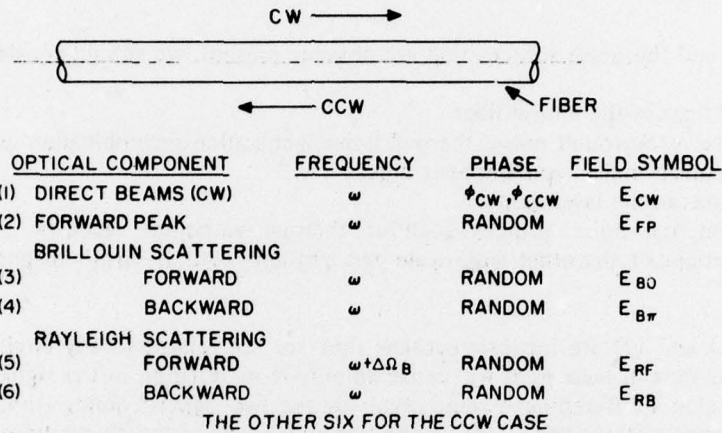 CW →
← CCW
FIBER
OPTICAL COMPONENT FREQUENCY PHASE FIELD SYMBOL
(1) DIRECT BEAMS (CW) ω ϕCW, ϕCCW ECW
(2) FORWARD PEAK ω RANDOM EFP
BRILLOUIN SCATTERING
(3) FORWARD ω RANDOM EBO
(4) BACKWARD ω RANDOM EBπ
RAYLEIGH SCATTERING
(5) FORWARD ω+ΔΩB RANDOM ERF
(6) BACKWARD ω RANDOM ERB
THE OTHER SIX FOR THE CCW CASE